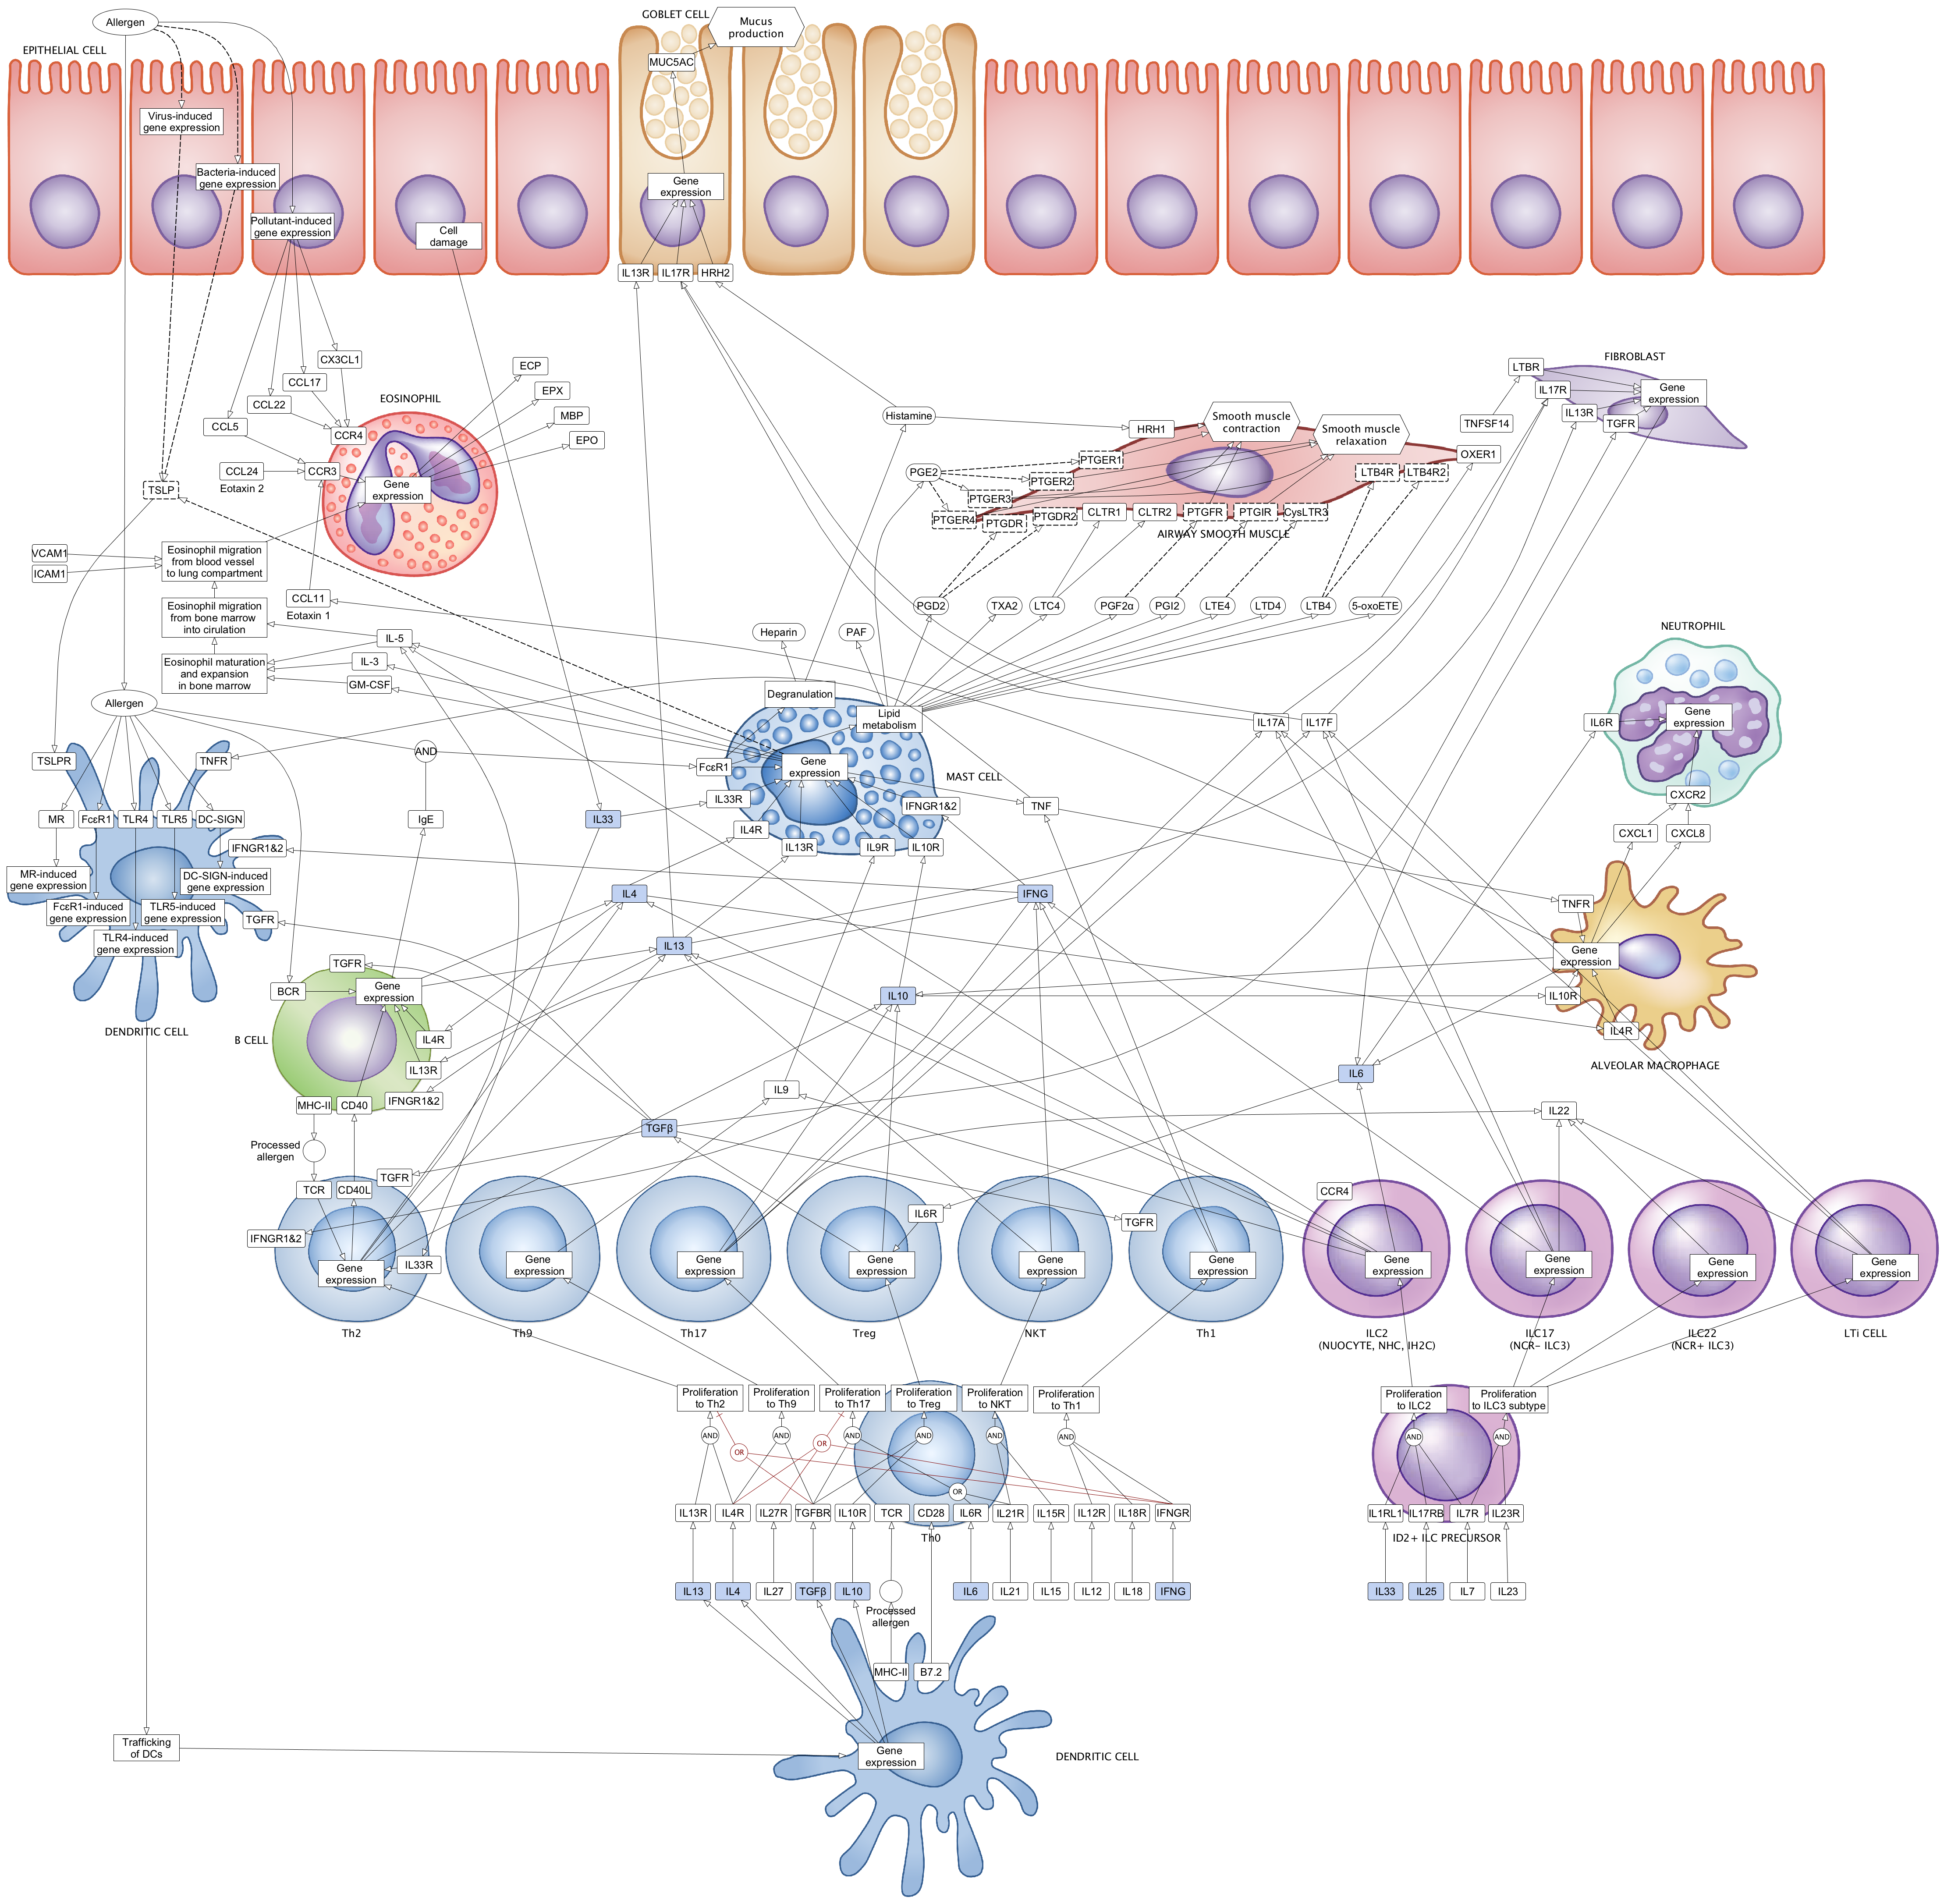 Allergen
EPITHELIAL CELL
GOBLET CELL
Mucus
production
MUC5AC
Virus-induced
gene expression
Bacteria-induced
gene expression
Pollutant-induced
gene expression
Cell
damage
Gene
expression
IL13R
IL17R
HRH2
CX3CL1
CCL17
CCL22
CCL5
CCL24
Eotaxin 2
EOSINOPHIL
CCR4
CCR3
Gene
expression
ECP
EPX
MBP
EPO
TSLP
VCAM1
ICAM1
Eosinophil migration
from blood vessel
to lung compartment
Eosinophil migration
from bone marrow
into cirulation
Eosinophil maturation
and expansion
in bone marrow
CCL11
Eotaxin 1
IL-5
IL-3
GM-CSF
Histamine
HRH1
Smooth muscle
contraction
Smooth muscle
relaxation
PGE2
PTGER1
PTGER2
PTGER3
PTGER4
PTGDR
PTGDR2
CLTR1
CLTR2
PTGFR
PTGIR
CysLTR3
LTB4R
LTB4R2
OXER1
AIRWAY SMOOTH MUSCLE
FIBROBLAST
LTBR
IL17R
IL13R
TGFR
Gene
expression
TNFSF14
PGD2
TXA2
LTC4
PGF2α
PGI2
LTE4
LTD4
LTB4
5-oxoETE
Heparin
PAF
Degranulation
Lipid
metabolism
MAST CELL
FcεR1
Gene
expression
IL33R
IL4R
IL13R
IL9R
IL10R
IFNGR1&2
TNF
IL17A
IL17F
NEUTROPHIL
IL6R
Gene
expression
CXCR2
CXCL1
CXCL8
Allergen
AND
IgE
TSLPR
TNFR
MR
FcεR1
TLR4
TLR5
DC-SIGN
IFNGR1&2
MR-induced
gene expression
DC-SIGN-induced
gene expression
FcεR1-induced
gene expression
TLR5-induced
gene expression
TLR4-induced
gene expression
TGFR
DENDRITIC CELL
IL33
IL4
IL13
IFNG
IL10
TNFR
Gene
expression
IL10R
IL4R
ALVEOLAR MACROPHAGE
B CELL
TGFR
BCR
Gene
expression
IL4R
IL13R
IFNGR1&2
MHC-II
CD40
Processed
allergen
IL9
TGFβ
IL6
IL22
TCR
CD40L
TGFR
IFNGR1&2
IL33R
Gene
expression
Th2
Gene
expression
Th9
Gene
expression
Th17
IL6R
Gene
expression
Treg
Gene
expression
NKT
TGFR
Gene
expression
Th1
CCR4
Gene
expression
ILC2
(NUOCYTE, NHC, IH2C)
Gene
expression
ILC17
(NCR- ILC3)
Gene
expression
ILC22
(NCR+ ILC3)
Gene
expression
LTi CELL
Proliferation
to Th2
Proliferation
to Th9
Proliferation
to Th17
Proliferation
to Treg
Proliferation
to NKT
Proliferation
to Th1
Proliferation
to ILC2
Proliferation
to ILC3 subtype
AND
AND
AND
AND
AND
AND
AND
AND
OR
OR
OR
IL13R
IL4R
IL27R
TGFBR
IL10R
TCR
CD28
IL6R
IL21R
IL15R
IL12R
IL18R
IFNGR
Th0
IL1RL1
IL17RB
IL7R
IL23R
ID2+ ILC PRECURSOR
IL13
IL4
IL27
TGFβ
IL10
Processed
allergen
IL6
IL21
IL15
IL12
IL18
IFNG
IL33
IL25
IL7
IL23
MHC-II
B7.2
Trafficking
of DCs
Gene
expression
DENDRITIC CELL